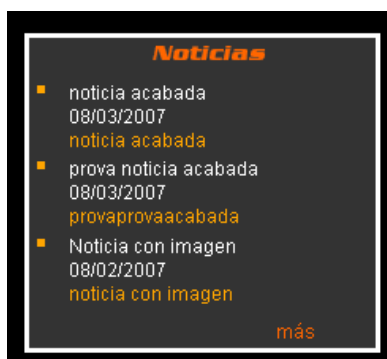 Noticias
noticia acabada
08/03/2007
noticia acabada
prova noticia acabada
08/03/2007
provaprovaacabada
Noticia con imagen
08/02/2007
noticia con imagen
más